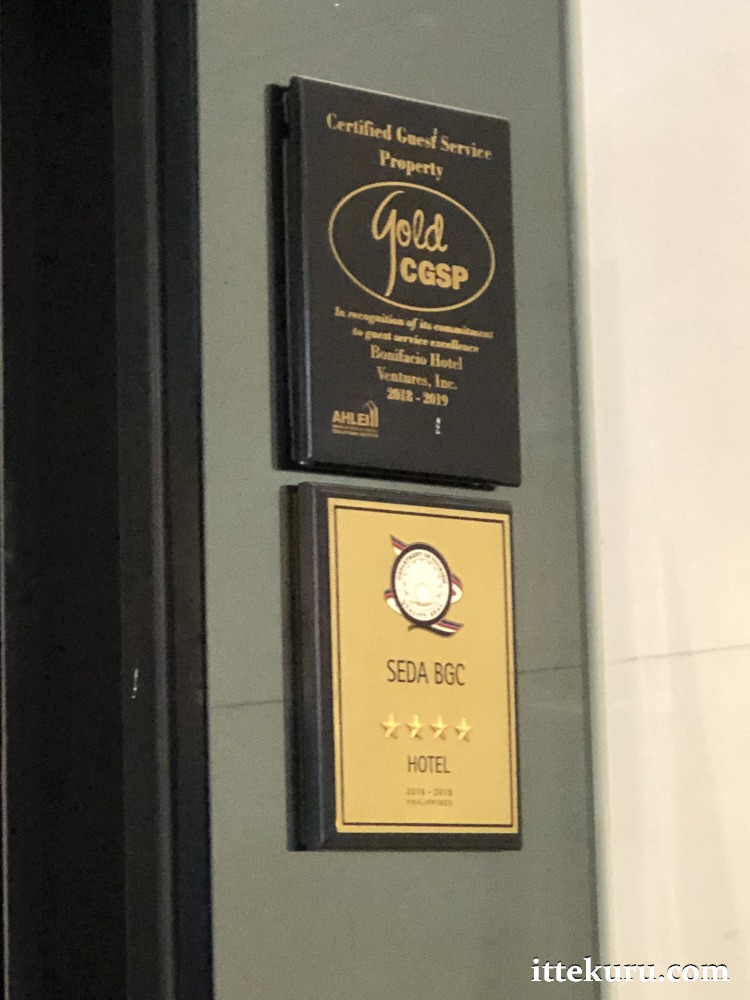 Certified Guest Service
Property
Gold
CGSP
In recognition of its commitment
to guest service excellence
Bonifacio Hotel
Ventures, Inc.
2018 - 2019
AHLEI
SEDA BGC
HOTEL
PHILIPPINES
ittekuru.com